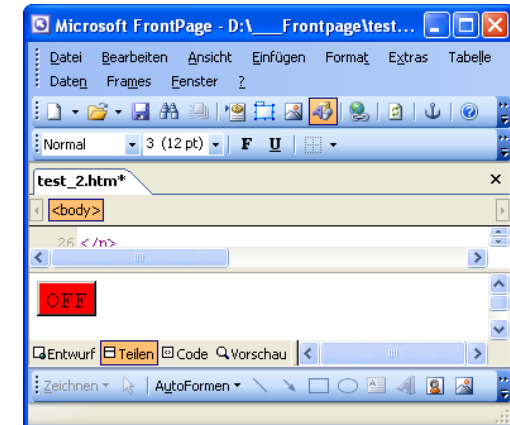 Microsoft FrontPage - D:\___Frontpage\test...
Datei Bearbeiten Ansicht Einfügen Format Extras Tabelle
Daten Frames Fenster ?
Normal 3 (12 pt) F U
test_2.htm*
<body>
26 </p>
OFF
Entwurf Teilen Code Vorschau
Zeichnen AutoFormen